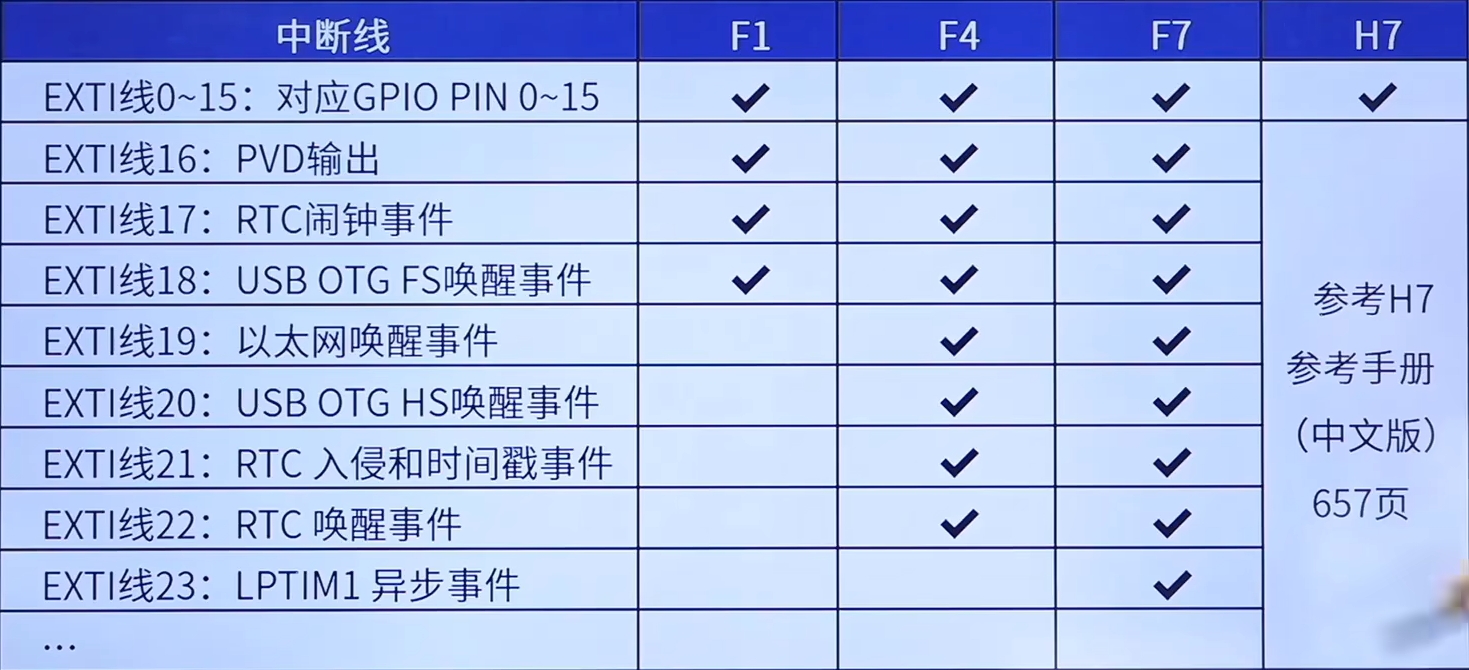 中断线 F1 F4 F7 H7
EXTI线0~15：对应GPIO PIN 0~15 ✓ ✓ ✓ ✓
EXTI线16：PVD输出 ✓ ✓ ✓
EXTI线17：RTC闹钟事件 ✓ ✓ ✓
EXTI线18：USB OTG FS唤醒事件 ✓ ✓ ✓
EXTI线19：以太网唤醒事件 ✓ ✓
EXTI线20：USB OTG HS唤醒事件 ✓ ✓
EXTI线21：RTC 入侵和时间戳事件 ✓ ✓
EXTI线22：RTC 唤醒事件 ✓ ✓
EXTI线23：LPTIM1 异步事件 ✓
...
参考H7
参考手册
（中文版）
657页